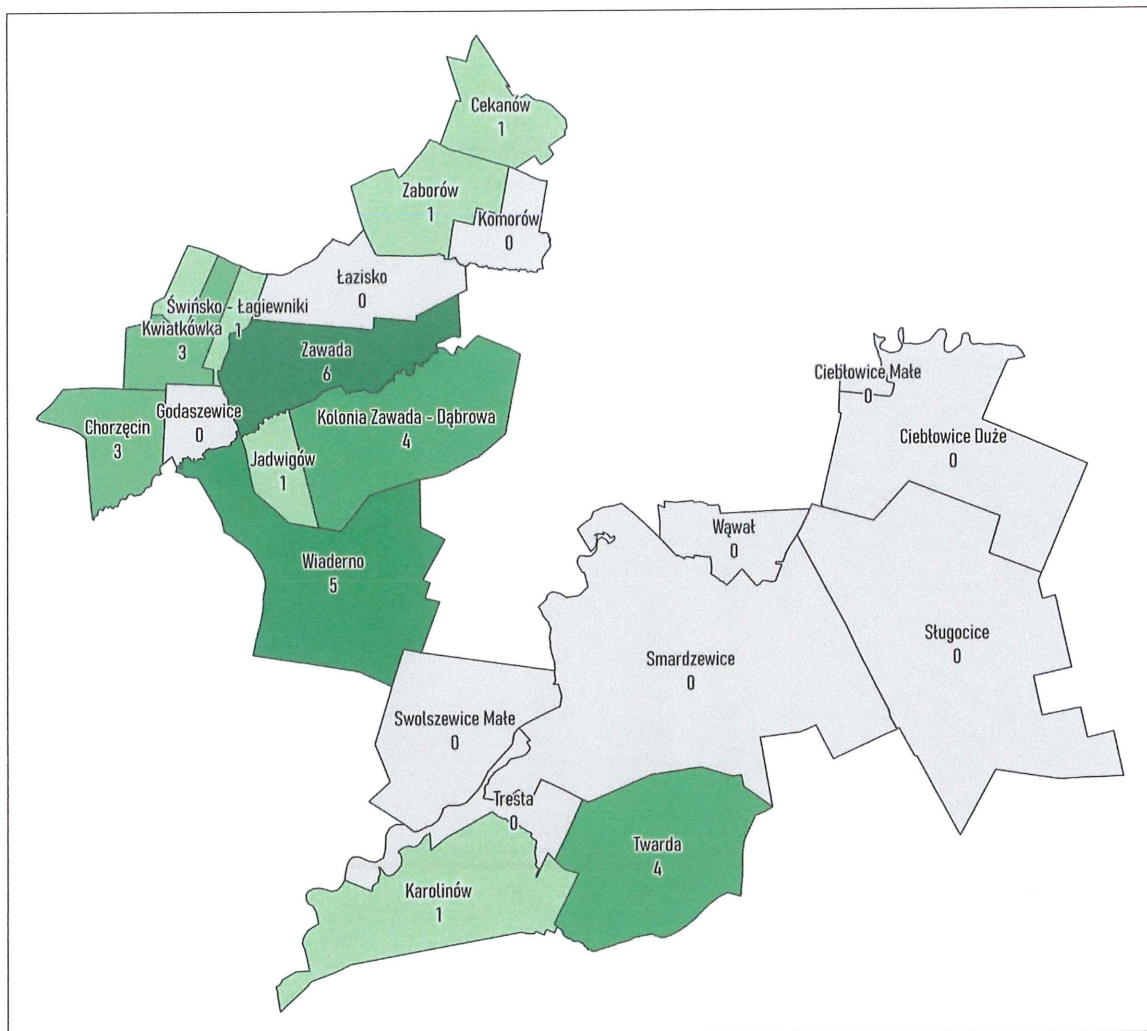 Cekanów
1
Zaborów
1
Komorów
0
Łazisko
0
Świńsko - Łagiewniki
1
Kwiatkówka
3
Zawada
6
Ciebłowice Małe
0
Godaszewice
0
Chorzęcin
3
Kolonia Zawada - Dąbrowa
4
Ciebłowice Duże
0
Jadwigów
1
Wąwał
0
Wiaderno
5
Sługocice
0
Smardzewice
0
Swolszewice Małe
0
Tresta
0
Twarda
4
Karolinów
1